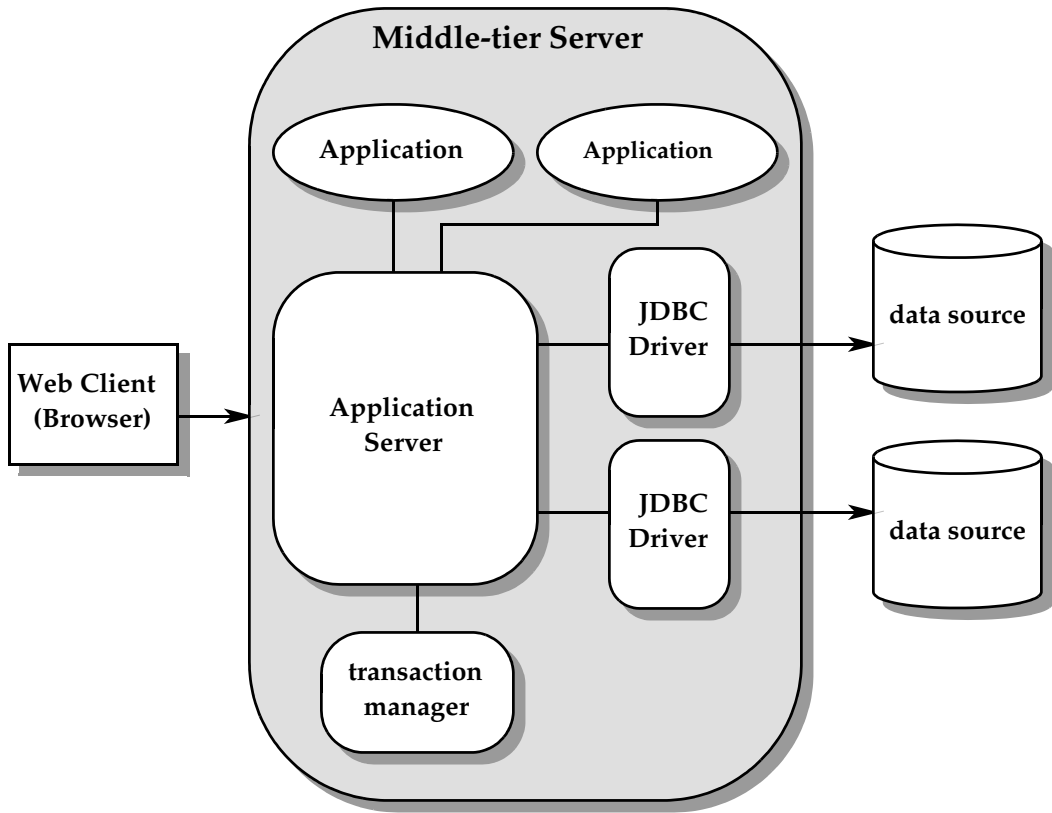 Middle-tier Server
Application
Application
JDBC
Driver
data source
Web Client
(Browser)
Application
Server
JDBC
Driver
data source
transaction
manager